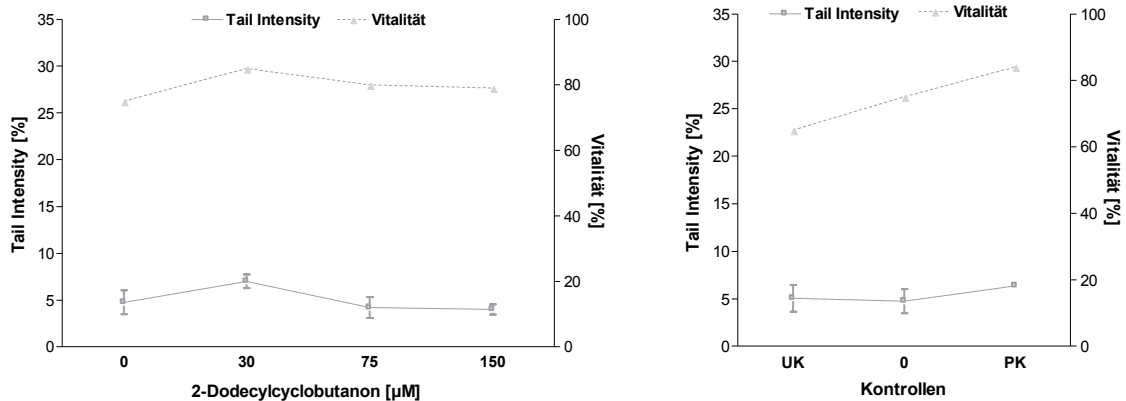 Tail Intensity Vitalität
35
30
25
20
15
10
5
0
Tail Intensity [%]
100
80
60
40
20
0
Vitalität [%]
0 30 75 150
2-Dodecylcyclobutanon [µM]
Tail Intensity Vitalität
35
30
25
20
15
10
5
0
Tail Intensity [%]
100
80
60
40
20
0
Vitalität [%]
UK 0 PK
Kontrollen